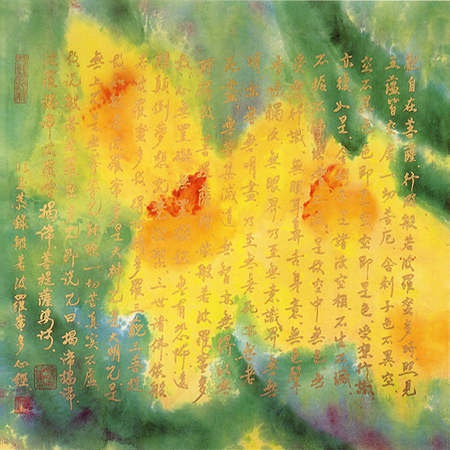 觀自在菩薩行深般若波羅蜜多時照見
五蘊皆空度一切苦厄舍利子色不異空
空不異色色即是空空即是色受想行識
亦復如是舍利子是諸法空相不生不滅
不垢不淨不增不減是故空中無色無
受想行識無眼耳鼻舌身意無色聲
香味觸法無眼界乃至無意識界無
無明亦無無明盡乃至無老死亦無老死
盡無苦集滅道無智亦無得以無所
得故菩提薩埵依般若波羅蜜多
故心無罣礙無罣礙故無有恐怖遠
離顛倒夢想究竟涅槃三世諸佛依般
若波羅蜜多故得阿耨多羅三藐三菩提
故知般若波羅蜜多是大神咒是大明咒是
無上咒是無等等咒能除一切苦真實不虛
故說般若波羅蜜多咒即說咒曰揭諦揭諦
波羅揭諦波羅僧揭諦菩提薩婆訶
恭錄般若波羅蜜多心經